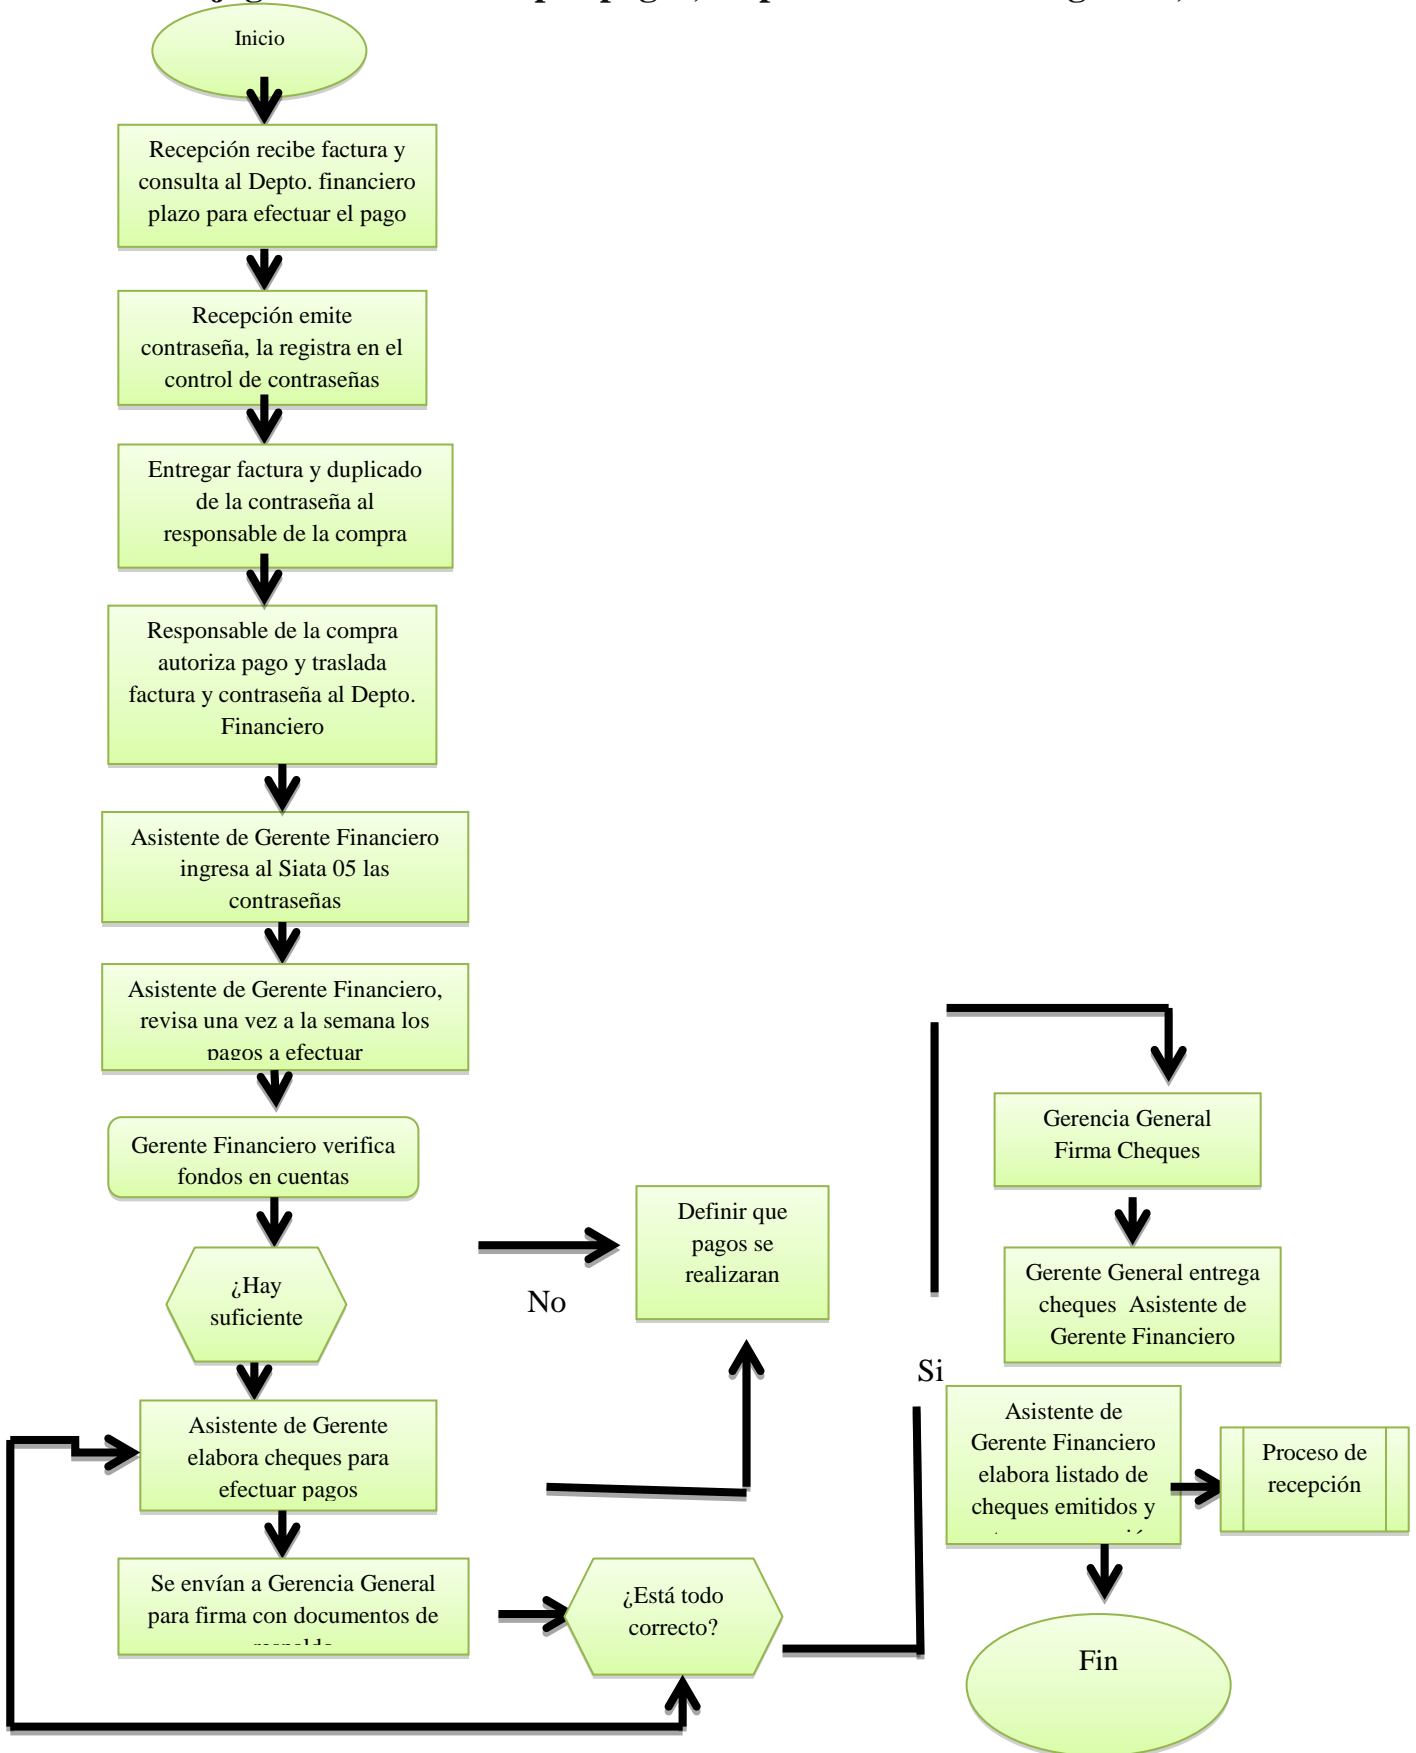 Inicio
Recepción recibe factura y
consulta al Depto. financiero
plazo para efectuar el pago
Recepción emite
contraseña, la registra en el
control de contraseñas
Entregar factura y duplicado
de la contraseña al
responsable de la compra
Responsable de la compra
autoriza pago y traslada
factura y contraseña al Depto.
Financiero
Asistente de Gerente Financiero
ingresa al Siata 05 las
contraseñas
Asistente de Gerente Financiero,
revisa una vez a la semana los
pagos a efectuar
Gerente Financiero verifica
fondos en cuentas
¿Hay
suficiente
No
Definir que
pagos se
realizaran
Asistente de Gerente
elabora cheques para
efectuar pagos
Se envían a Gerencia General
para firma con documentos de
¿Está todo
correcto?
Si
Gerencia General
Firma Cheques
Gerente General entrega
cheques Asistente de
Gerente Financiero
Asistente de
Gerente Financiero
elabora listado de
cheques emitidos y
Proceso de
recepción
Fin